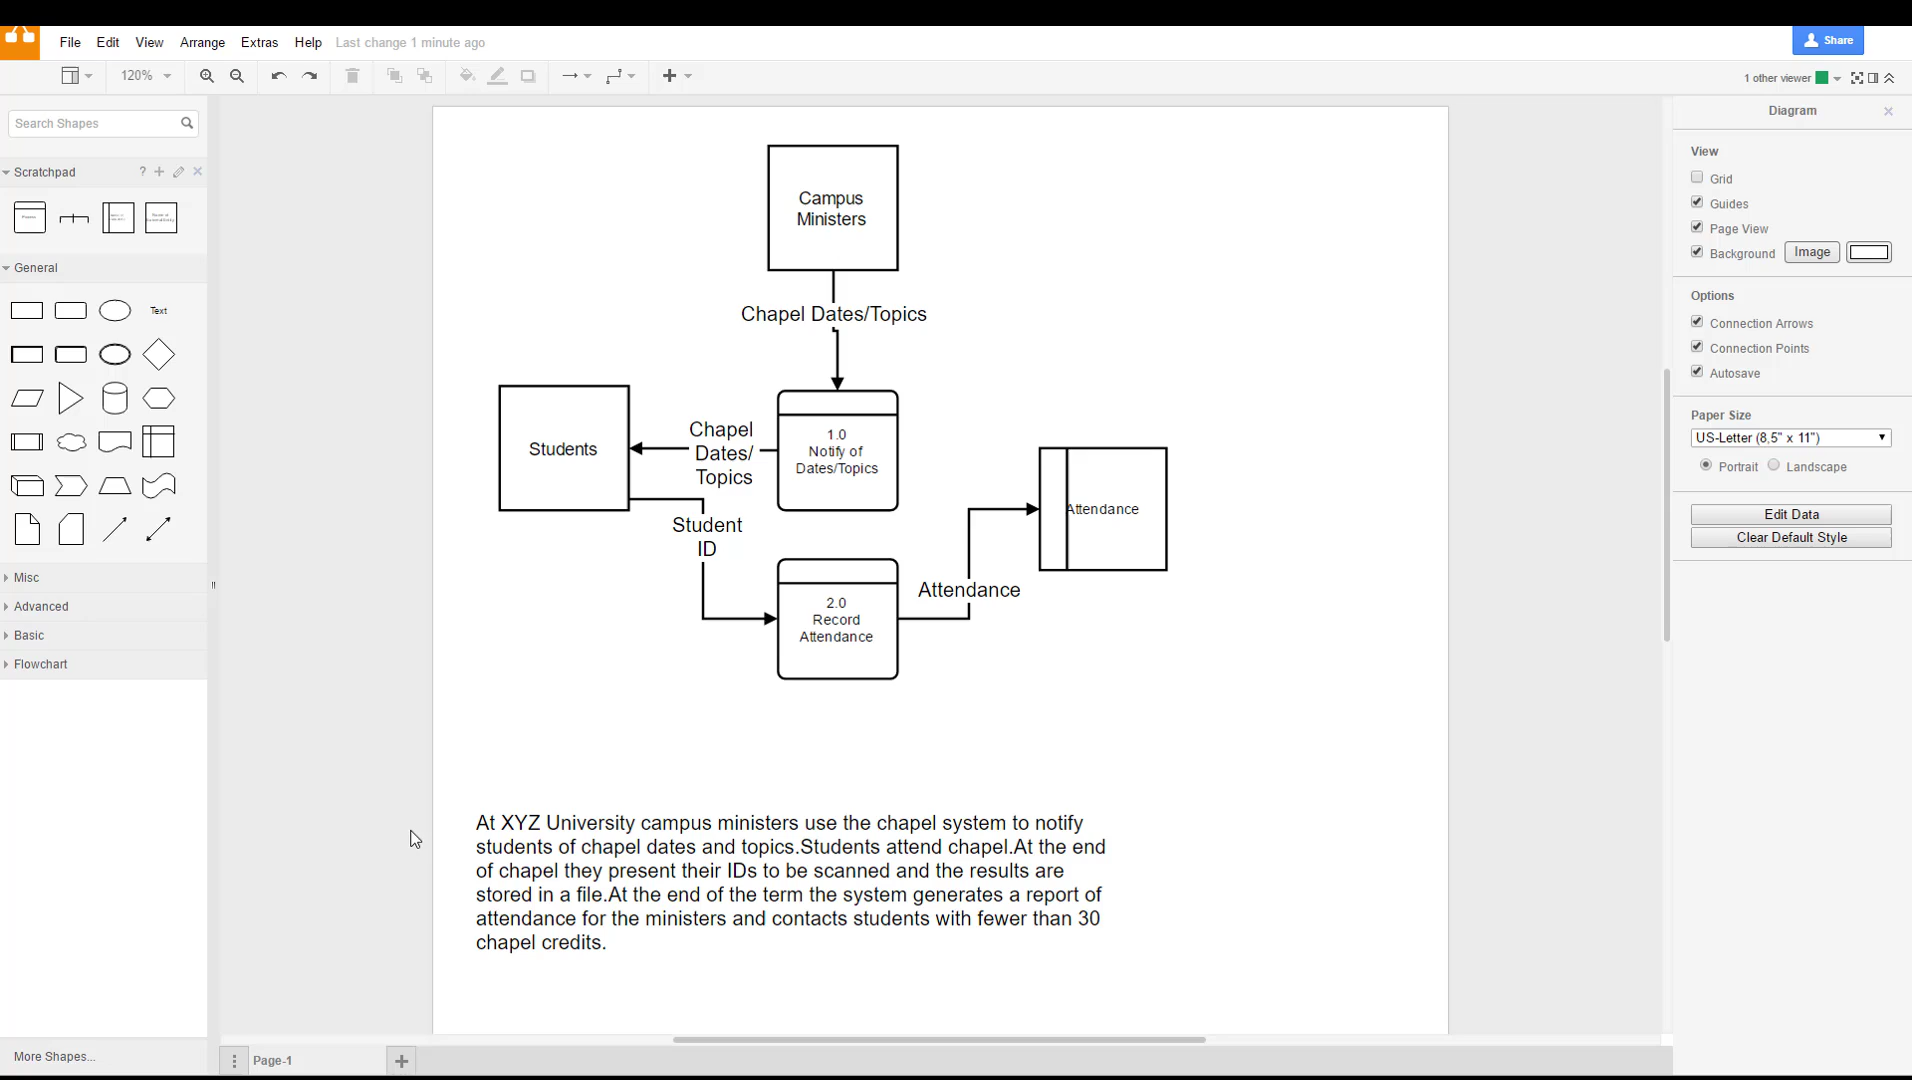 File Edit View Arrange Extras Help Last change 1 minute ago
Share
120%
1 other viewer
Search Shapes
Scratchpad ?
General
Text
Misc
Advanced
Basic
Flowchart
More Shapes...
Campus
Ministers
Chapel Dates/Topics
Students
Chapel
Dates/
Topics
1.0
Notify of
Dates/Topics
Student
ID
2.0
Record
Attendance
Attendance
Attendance
At XYZ University campus ministers use the chapel system to notify
students of chapel dates and topics.Students attend chapel.At the end
of chapel they present their IDs to be scanned and the results are
stored in a file.At the end of the term the system generates a report of
attendance for the ministers and contacts students with fewer than 30
chapel credits.
Page-1
Diagram
View
Grid
Guides
Page View
Background Image
Options
Connection Arrows
Connection Points
Autosave
Paper Size
US-Letter (8,5" x 11")
Portrait Landscape
Edit Data
Clear Default Style